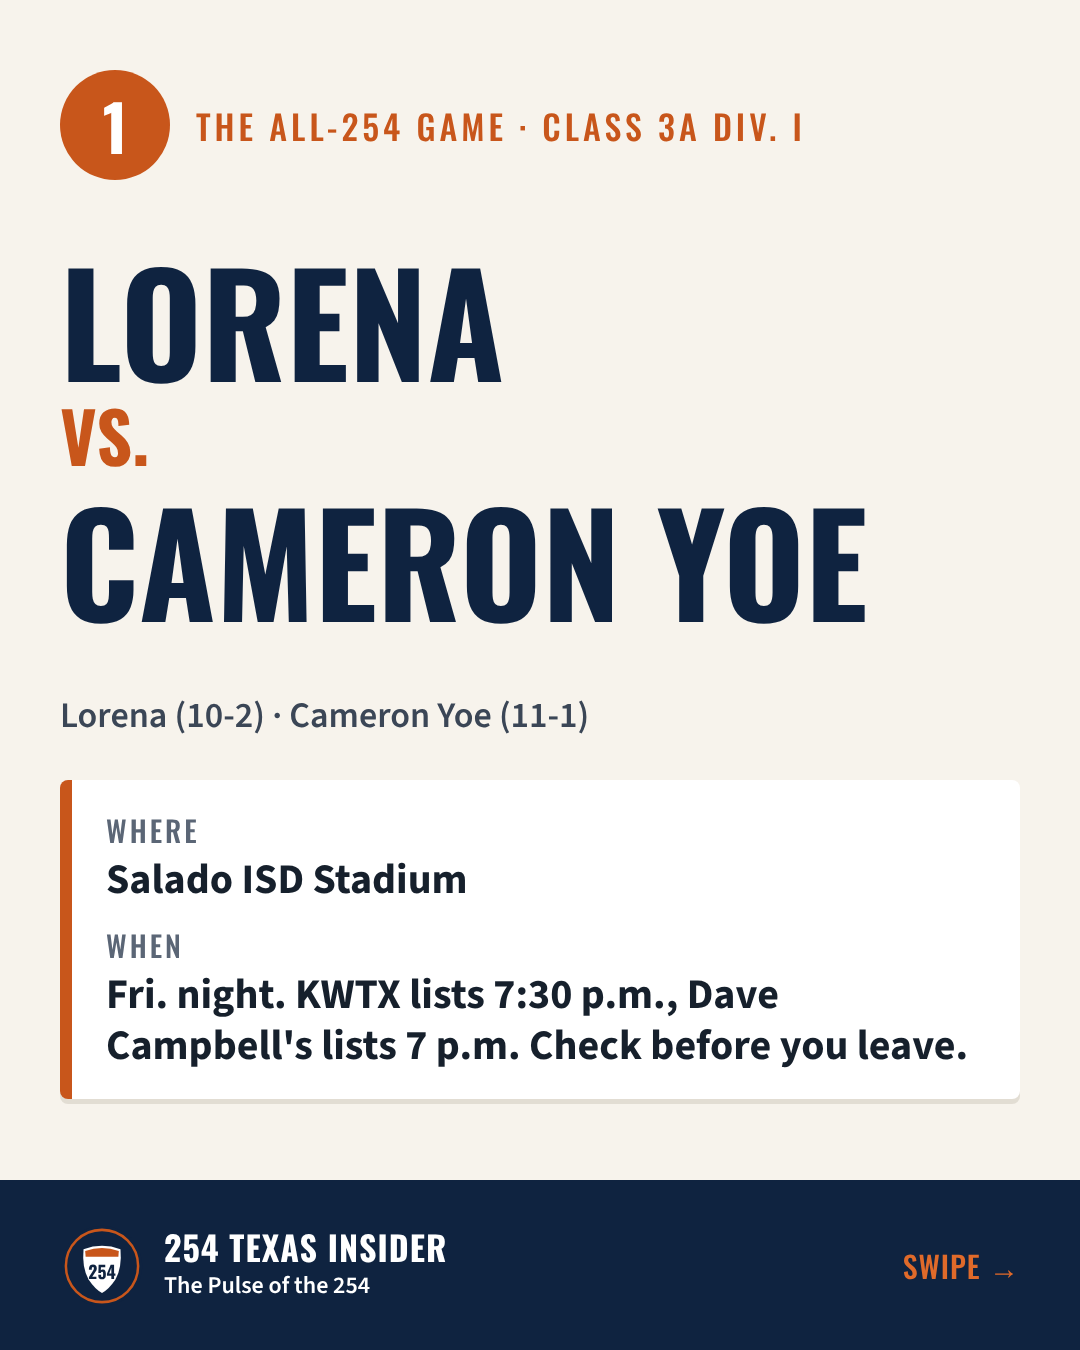 1
THE ALL-254 GAME · CLASS 3A DIV. I
LORENA
VS.
CAMERON YOE
Lorena (10-2) · Cameron Yoe (11-1)
WHERE
Salado ISD Stadium
WHEN
Fri. night. KWTX lists 7:30 p.m., Dave
Campbell's lists 7 p.m. Check before you leave.
254
254 TEXAS INSIDER
The Pulse of the 254
SWIPE →